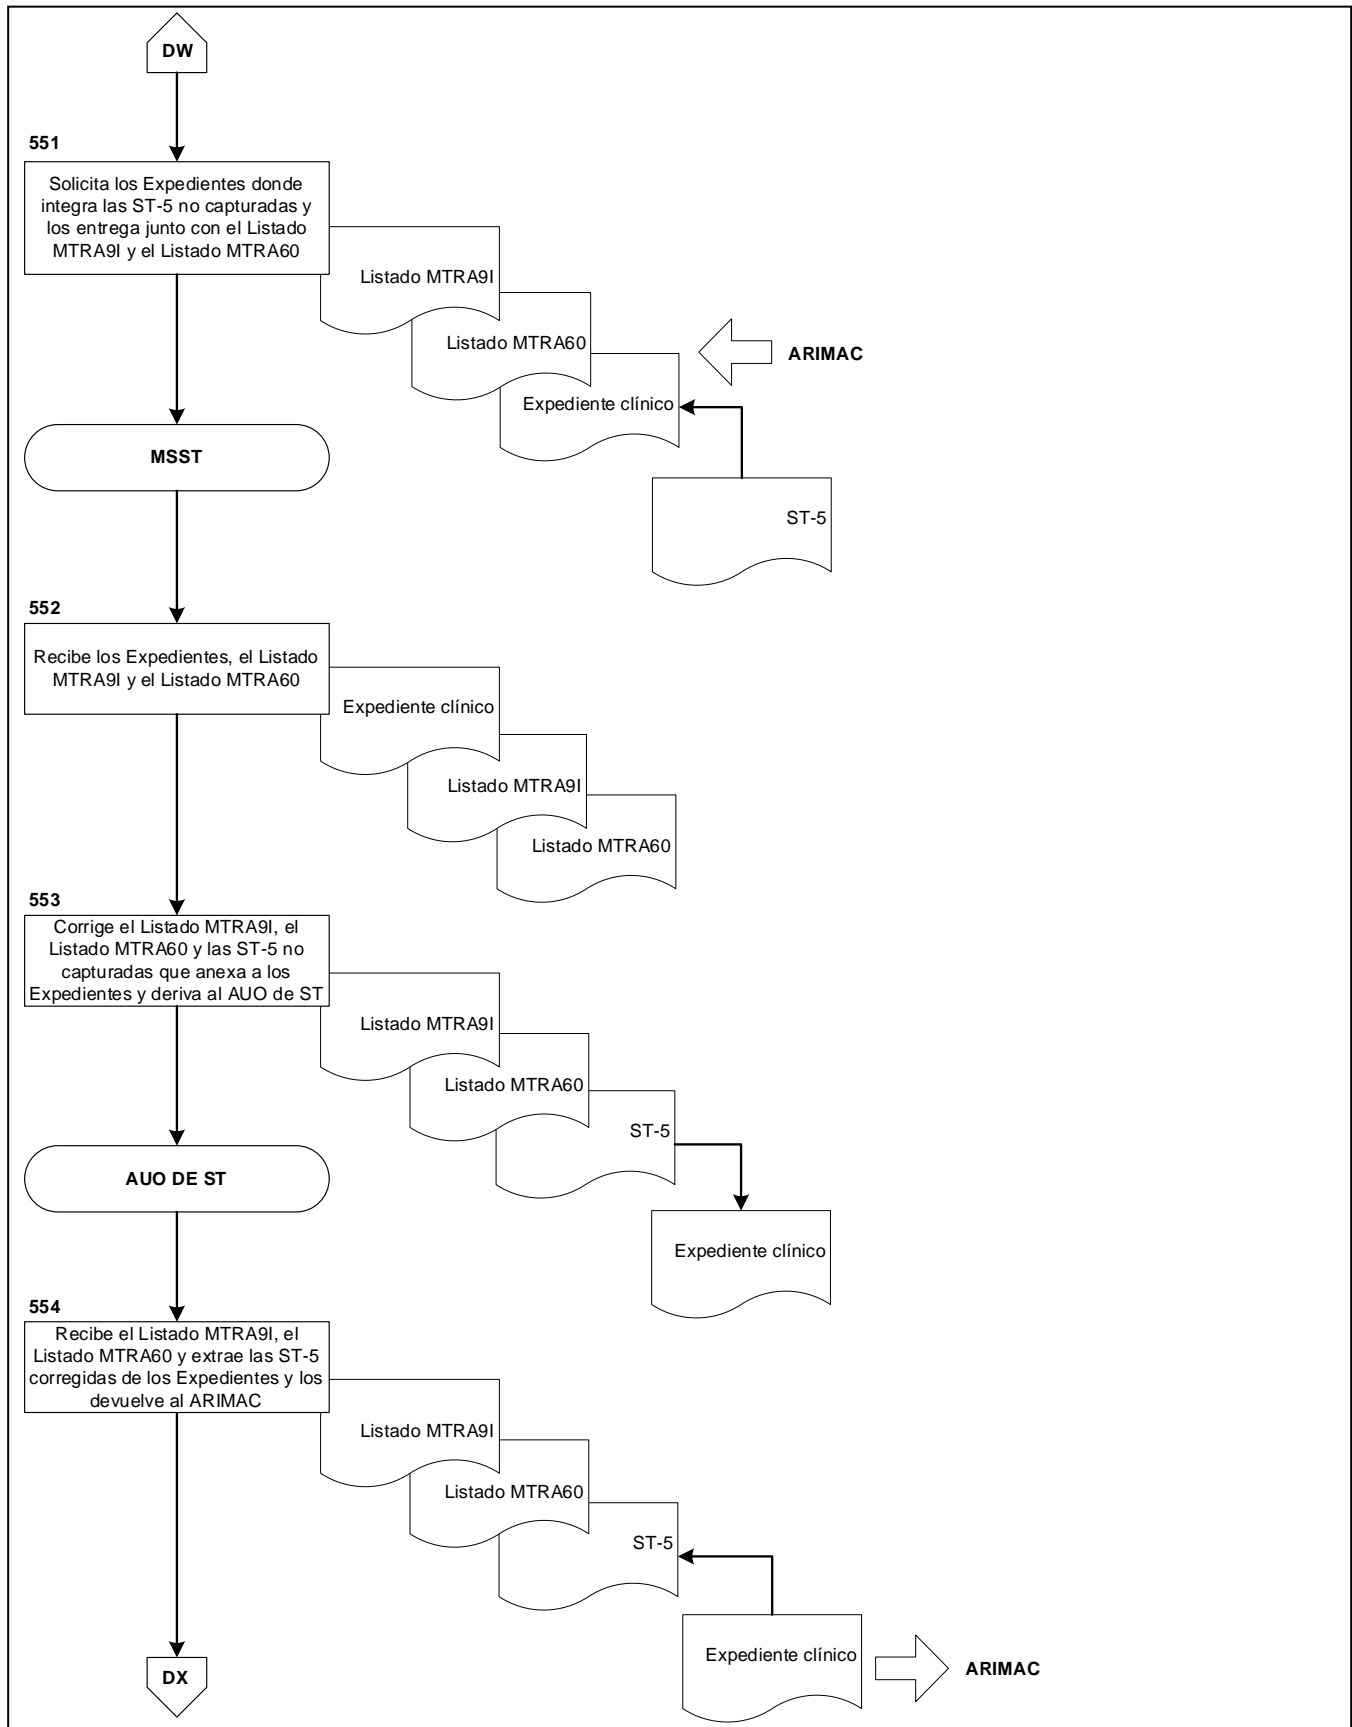 DW
551
Solicita los Expedientes donde
integra las ST-5 no capturadas y
los entrega junto con el Listado
MTRA9I y el Listado MTRA60
Listado MTRA9I
Listado MTRA60
ARIMAC
Expediente clínico
MSST
ST-5
552
Recibe los Expedientes, el Listado
MTRA9I y el Listado MTRA60
Expediente clínico
Listado MTRA9I
Listado MTRA60
553
Corrige el Listado MTRA9I, el
Listado MTRA60 y las ST-5 no
capturadas que anexa a los
Expedientes y deriva al AUO de ST
Listado MTRA9I
Listado MTRA60
ST-5
AUO DE ST
Expediente clínico
554
Recibe el Listado MTRA9I, el
Listado MTRA60 y extrae las ST-5
corregidas de los Expedientes y los
devuelve al ARIMAC
Listado MTRA9I
Listado MTRA60
ST-5
Expediente clínico
ARIMAC
DX